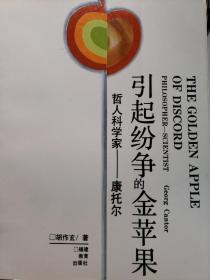 THE GOLDEN APPLE
OF DISCORD
PHILOSOPHER—SCIENTIST Georg Cantor
引起纷争的金苹果
哲人科学家——康托尔
□胡作玄/著
□福建
教育
出版社